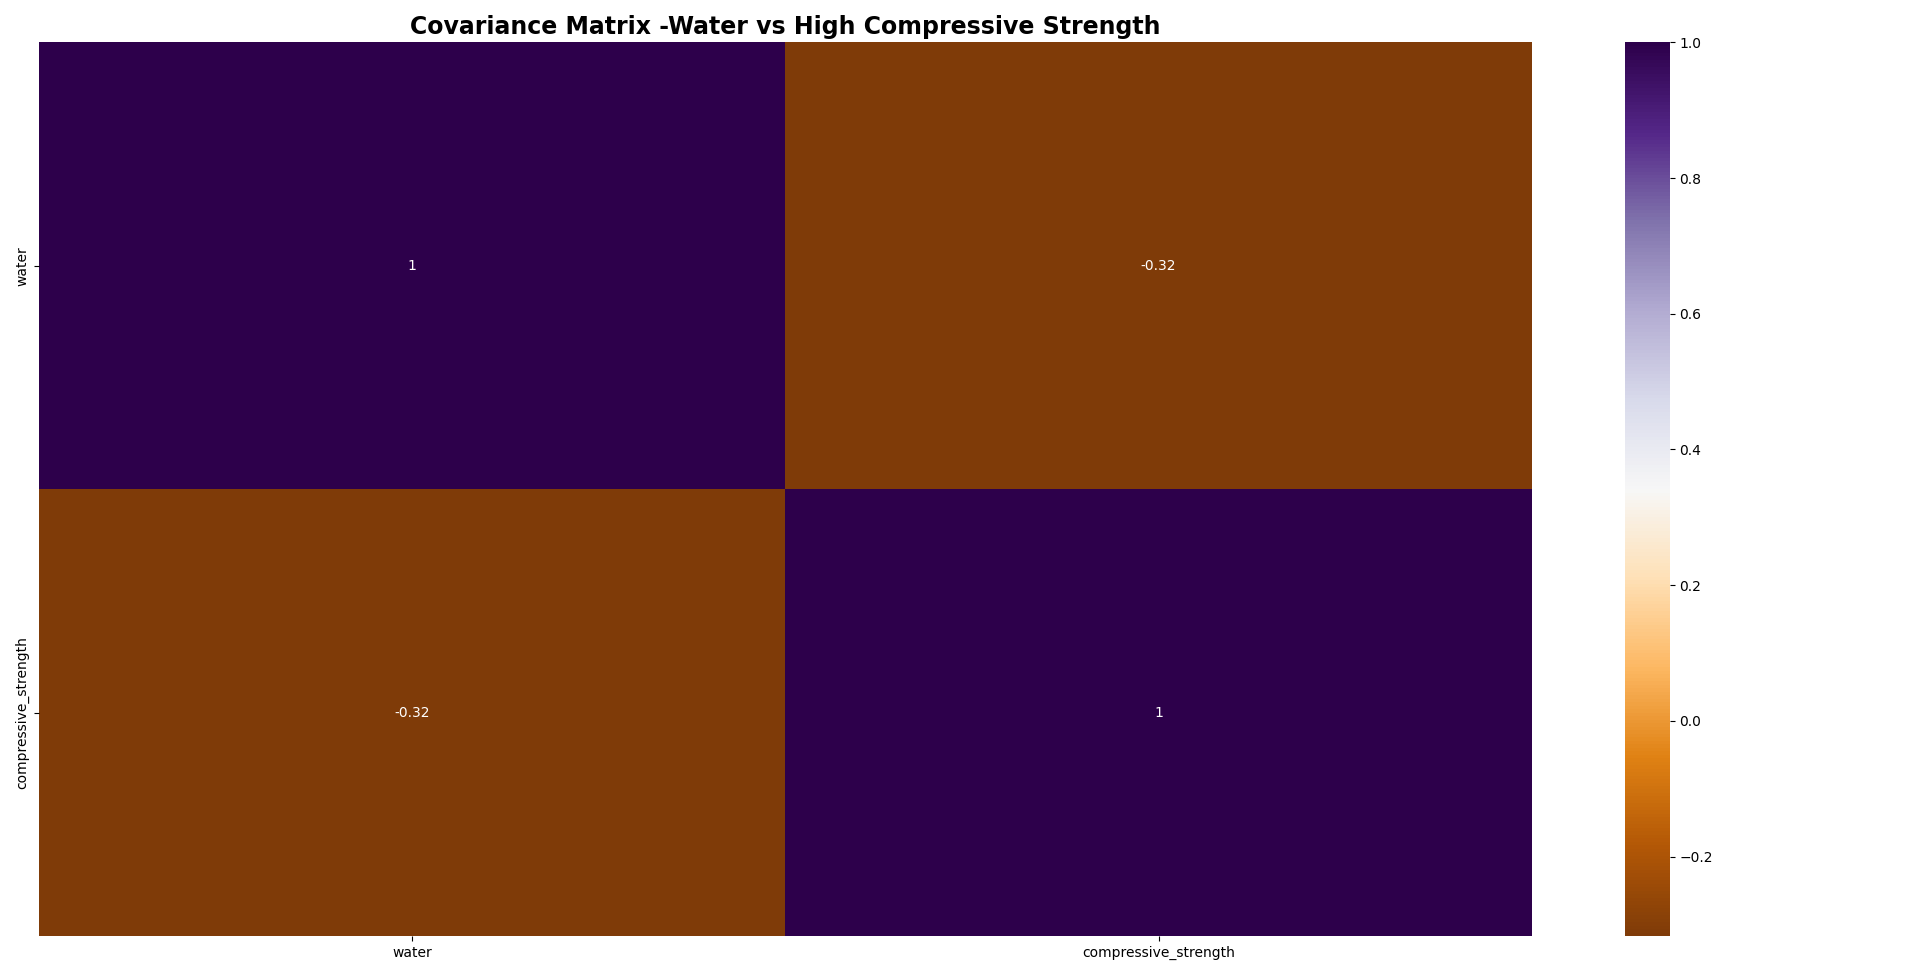 Covariance Matrix -Water vs High Compressive Strength
water
1
-0.32
compressive_strength
-0.32
1
water
compressive_strength
1.0
0.8
0.6
0.4
0.2
0.0
−0.2